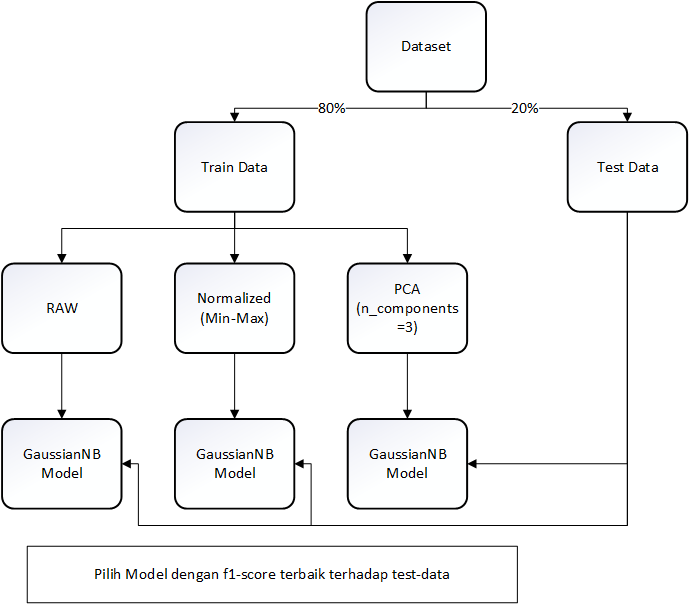 Dataset
80%
20%
Train Data
Test Data
RAW
Normalized
(Min-Max)
PCA
(n_components
=3)
GaussianNB
Model
GaussianNB
Model
GaussianNB
Model
Pilih Model dengan f1-score terbaik terhadap test-data